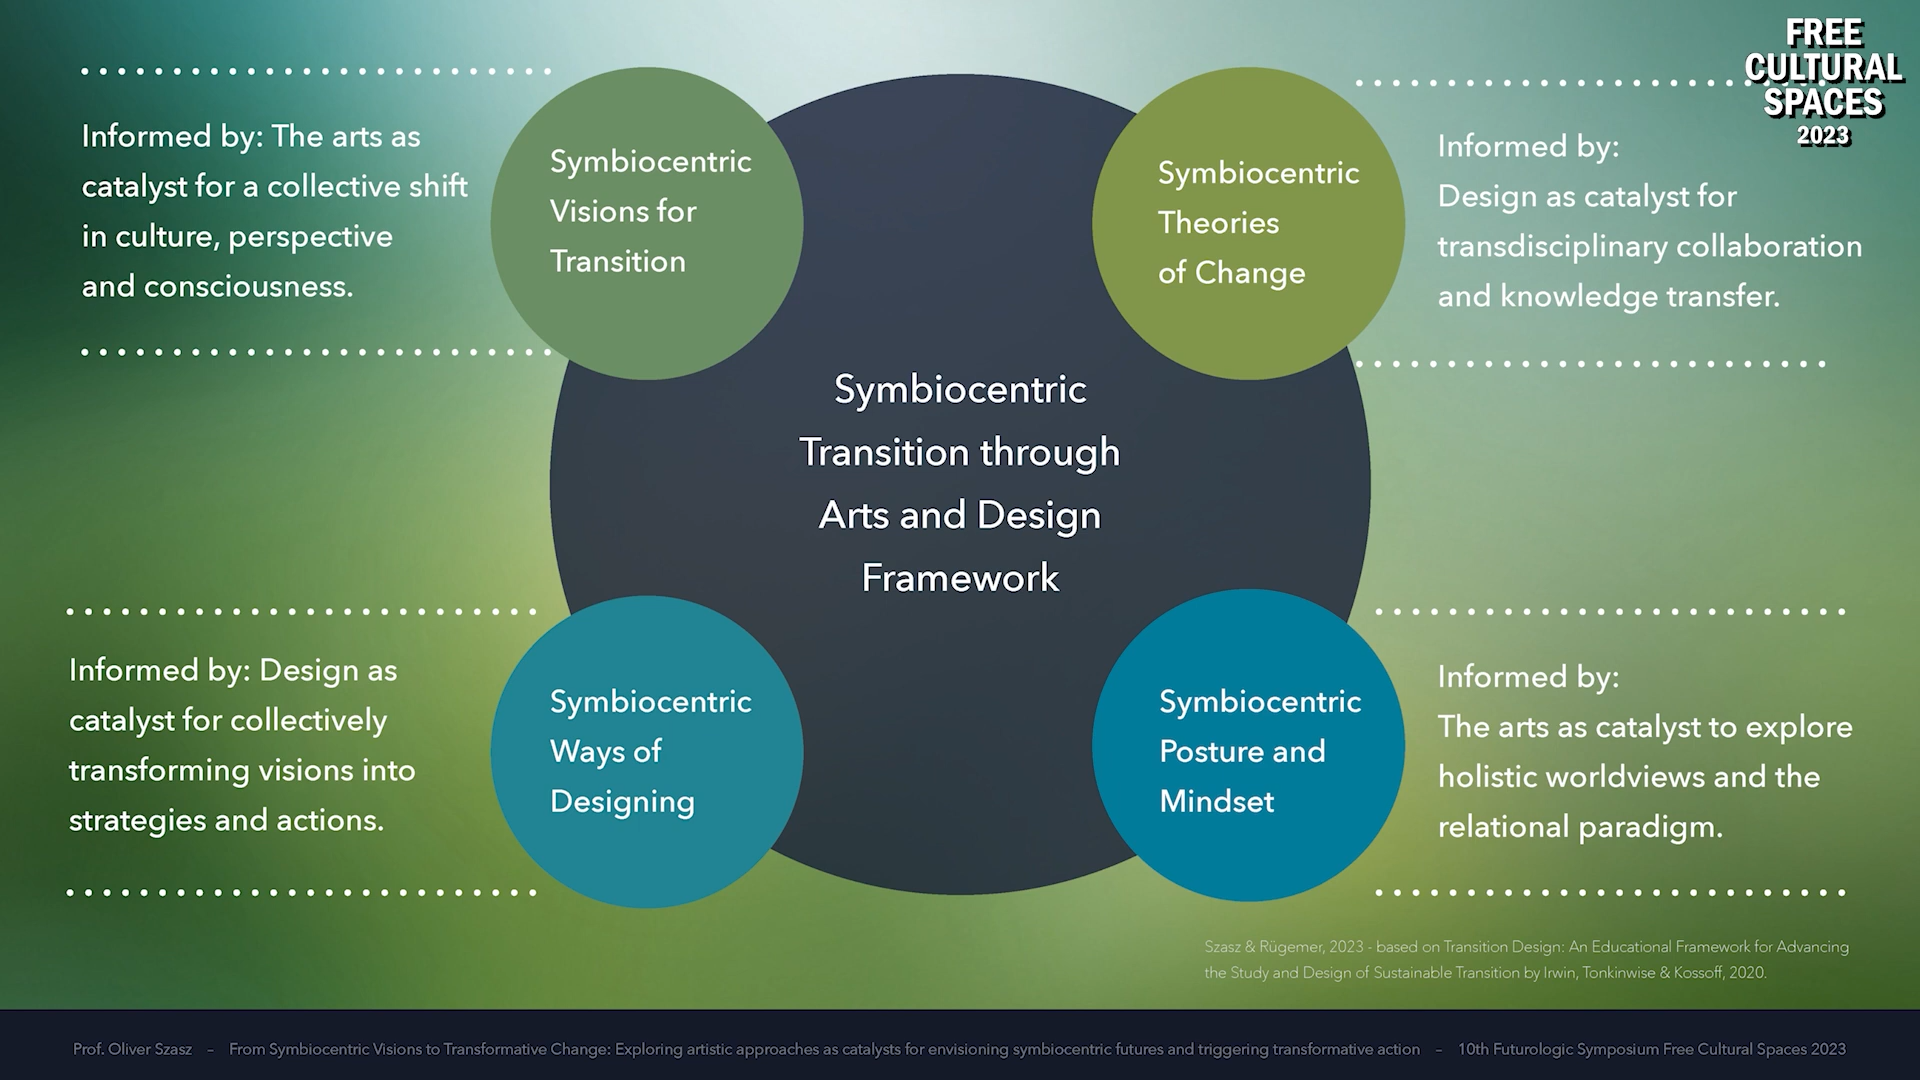 FREE
CULTURAL
SPACES
2023
Informed by: The arts as
catalyst for a collective shift
in culture, perspective
and consciousness.
Symbiocentric
Visions for
Transition
Symbiocentric
Theories
of Change
Informed by:
Design as catalyst for
transdisciplinary collaboration
and knowledge transfer.
Symbiocentric
Transition through
Arts and Design
Framework
Informed by: Design as
catalyst for collectively
transforming visions into
strategies and actions.
Symbiocentric
Ways of
Designing
Symbiocentric
Posture and
Mindset
Informed by:
The arts as catalyst to explore
holistic worldviews and the
relational paradigm.
Szasz & Rügemer, 2023 - based on Transition Design: An Educational Framework for Advancing
the Study and Design of Sustainable Transition by Irwin, Tonkinwise & Kossoff, 2020.
Prof. Oliver Szasz – From Symbiocentric Visions to Transformative Change: Exploring artistic approaches as catalysts for envisioning symbiocentric futures and triggering transformative action – 10th Futurologic Symposium Free Cultural Spaces 2023